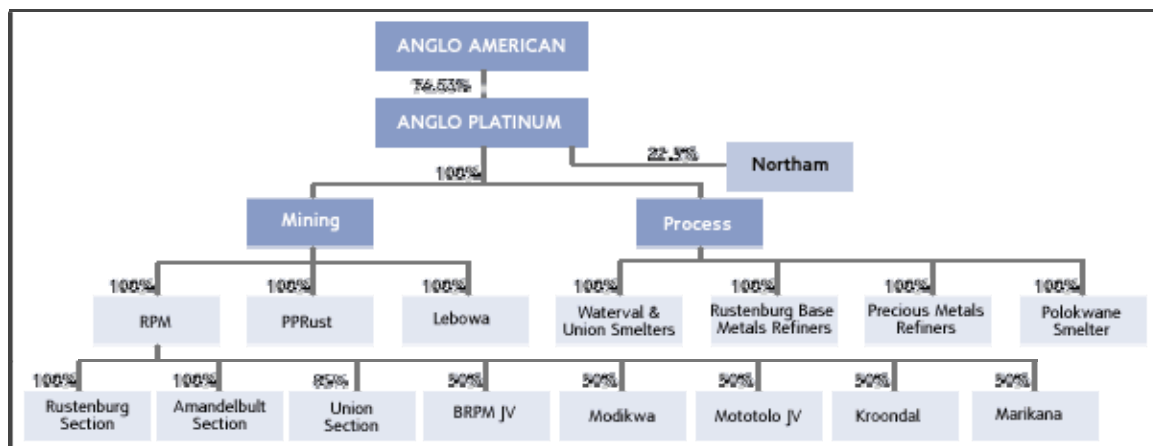 ANGLO AMERICAN
74.53%
ANGLO PLATINUM
22.5%
Northam
100%
Mining
Process
100% 100% 100% 100% 100% 100% 100%
RPM PPRust Lebowa
Waterval & Union Smelters
Rustenburg Base Metals Refiners
Precious Metals Refiners
Polokwane Smelter
100% 100% 85% 50% 50% 50% 50% 50%
Rustenburg Section
Amandelbult Section
Union Section
BRPM JV
Modikwa
Mototolo JV
Kroondal
Marikana